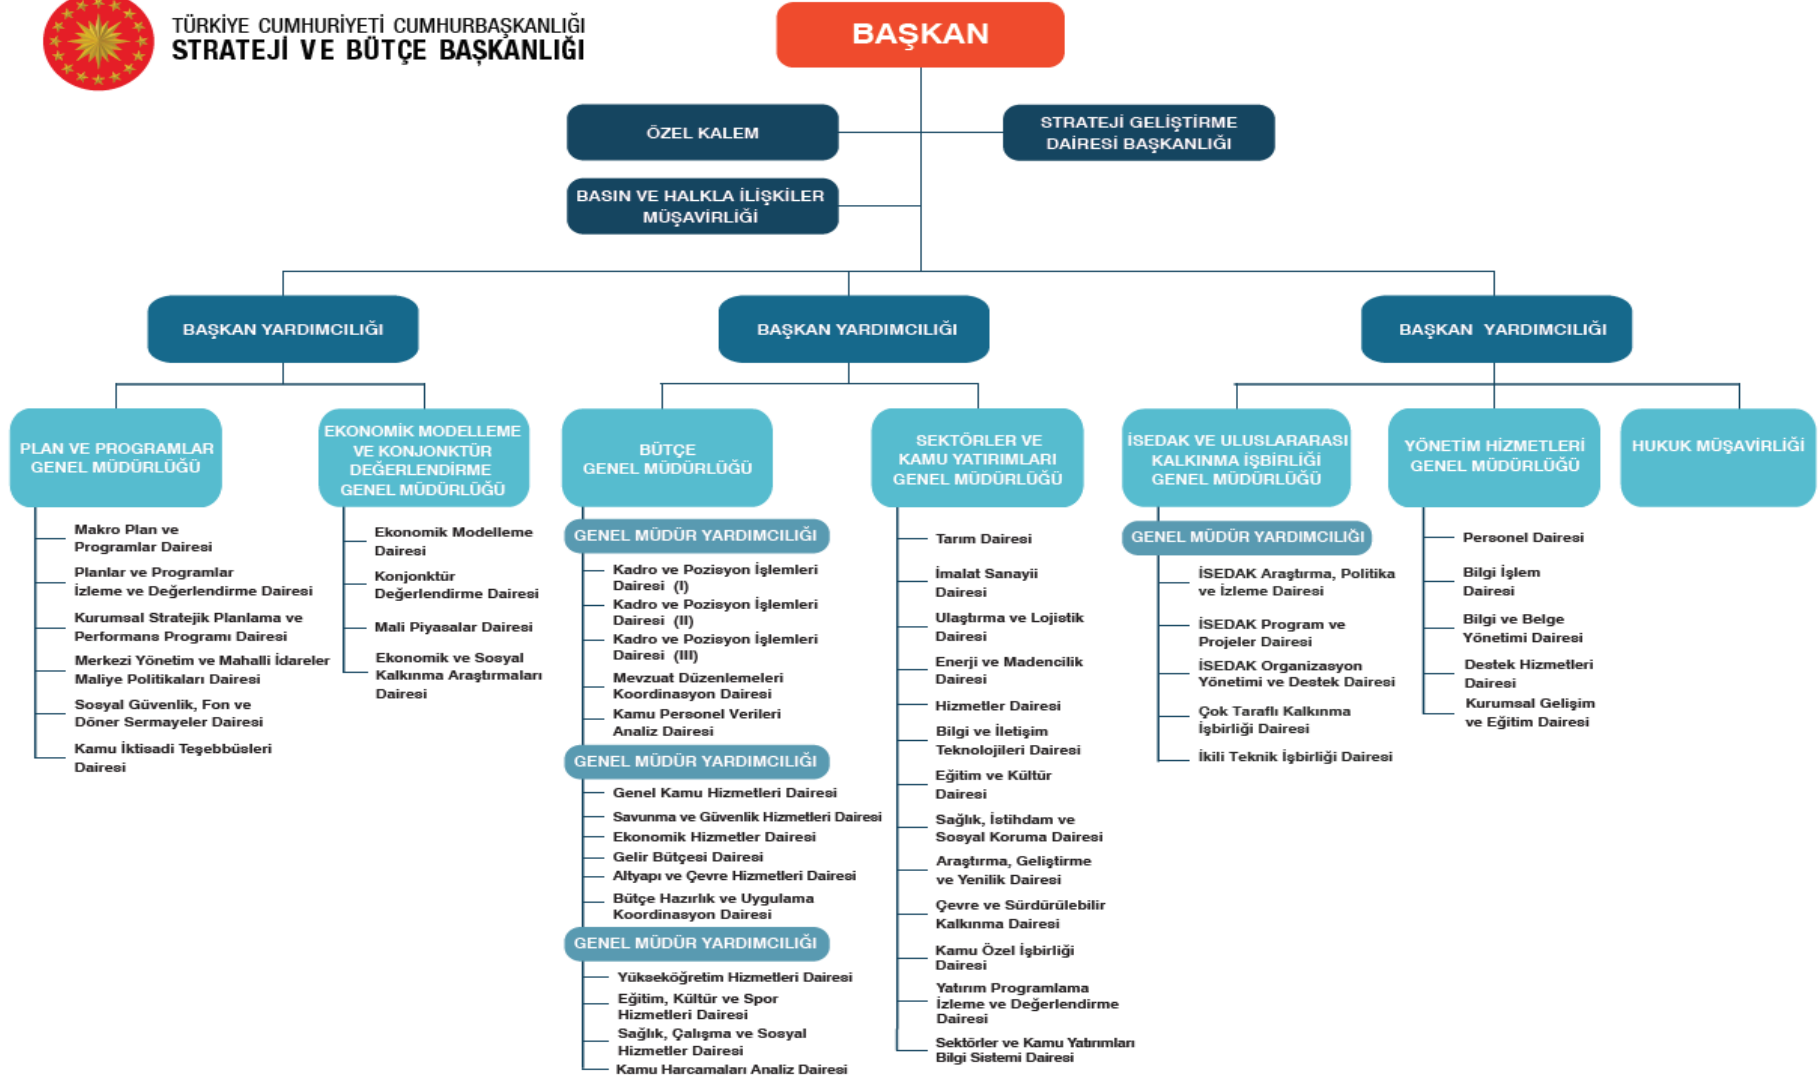 TÜRKİYE CUMHURİYETİ CUMHURBAŞKANLIĞI
STRATEJİ VE BÜTÇE BAŞKANLIĞI
BAŞKAN
ÖZEL KALEM
STRATEJİ GELİŞTİRME
DAİRESİ BAŞKANLIĞI
BASIN VE HALKLA İLİŞKİLER
MÜŞAVİRLİĞİ
BAŞKAN YARDIMCILIĞI
BAŞKAN YARDIMCILIĞI
BAŞKAN YARDIMCILIĞI
PLAN VE PROGRAMLAR
GENEL MÜDÜRLÜĞÜ
Makro Plan ve
Programlar Dairesi
Planlar ve Programlar
İzleme ve Değerlendirme Dairesi
Kurumsal Stratejik Planlama ve
Performans Programı Dairesi
Merkezi Yönetim ve Mahalli İdareler
Maliye Politikaları Dairesi
Sosyal Güvenlik, Fon ve
Döner Sermayeler Dairesi
Kamu İktisadi Teşebbüsleri
Dairesi
EKONOMİK MODELLEME
VE KONJONKTÜR
DEĞERLENDİRME
GENEL MÜDÜRLÜĞÜ
Ekonomik Modelleme
Dairesi
Konjonktür
Değerlendirme Dairesi
Mali Piyasalar Dairesi
Ekonomik ve Sosyal
Kalkınma Araştırmaları
Dairesi
BÜTÇE
GENEL MÜDÜRLÜĞÜ
GENEL MÜDÜR YARDIMCILIĞI
Kadro ve Pozisyon İşlemleri
Dairesi (I)
Kadro ve Pozisyon İşlemleri
Dairesi (II)
Kadro ve Pozisyon İşlemleri
Dairesi (III)
Mevzuat Düzenlemeleri
Koordinasyon Dairesi
Kamu Personel Verileri
Analiz Dairesi
GENEL MÜDÜR YARDIMCILIĞI
Genel Kamu Hizmetleri Dairesi
Savunma ve Güvenlik Hizmetleri Dairesi
Ekonomik Hizmetler Dairesi
Gelir Bütçesi Dairesi
Altyapı ve Çevre Hizmetleri Dairesi
Bütçe Hazırlık ve Uygulama
Koordinasyon Dairesi
GENEL MÜDÜR YARDIMCILIĞI
Yükseköğretim Hizmetleri Dairesi
Eğitim, Kültür ve Spor
Hizmetleri Dairesi
Sağlık, Çalışma ve Sosyal
Hizmetler Dairesi
Kamu Harcamaları Analiz Dairesi
SEKTÖRLER VE
KAMU YATIRIMLARI
GENEL MÜDÜRLÜĞÜ
Tarım Dairesi
İmalat Sanayii
Dairesi
Ulaştırma ve Lojistik
Dairesi
Enerji ve Madencilik
Dairesi
Hizmetler Dairesi
Bilgi ve İletişim
Teknolojileri Dairesi
Eğitim ve Kültür
Dairesi
Sağlık, İstihdam ve
Sosyal Koruma Dairesi
Araştırma, Geliştirme
ve Yenilik Dairesi
Çevre ve Sürdürülebilir
Kalkınma Dairesi
Kamu Özel İşbirliği
Dairesi
Yatırım Programlama
İzleme ve Değerlendirme
Dairesi
Sektörler ve Kamu Yatırımları
Bilgi Sistemi Dairesi
İSEDAK VE ULUSLARARASI
KALKINMA İŞBİRLİĞİ
GENEL MÜDÜRLÜĞÜ
GENEL MÜDÜR YARDIMCILIĞI
İSEDAK Araştırma, Politika
ve İzleme Dairesi
İSEDAK Program ve
Projeler Dairesi
İSEDAK Organizasyon
Yönetimi ve Destek Dairesi
Çok Taraflı Kalkınma
İşbirliği Dairesi
İkili Teknik İşbirliği Dairesi
YÖNETİM HİZMETLERİ
GENEL MÜDÜRLÜĞÜ
Personel Dairesi
Bilgi İşlem
Dairesi
Bilgi ve Belge
Yönetimi Dairesi
Destek Hizmetleri
Dairesi
Kurumsal Gelişim
ve Eğitim Dairesi
HUKUK MÜŞAVİRLİĞİ